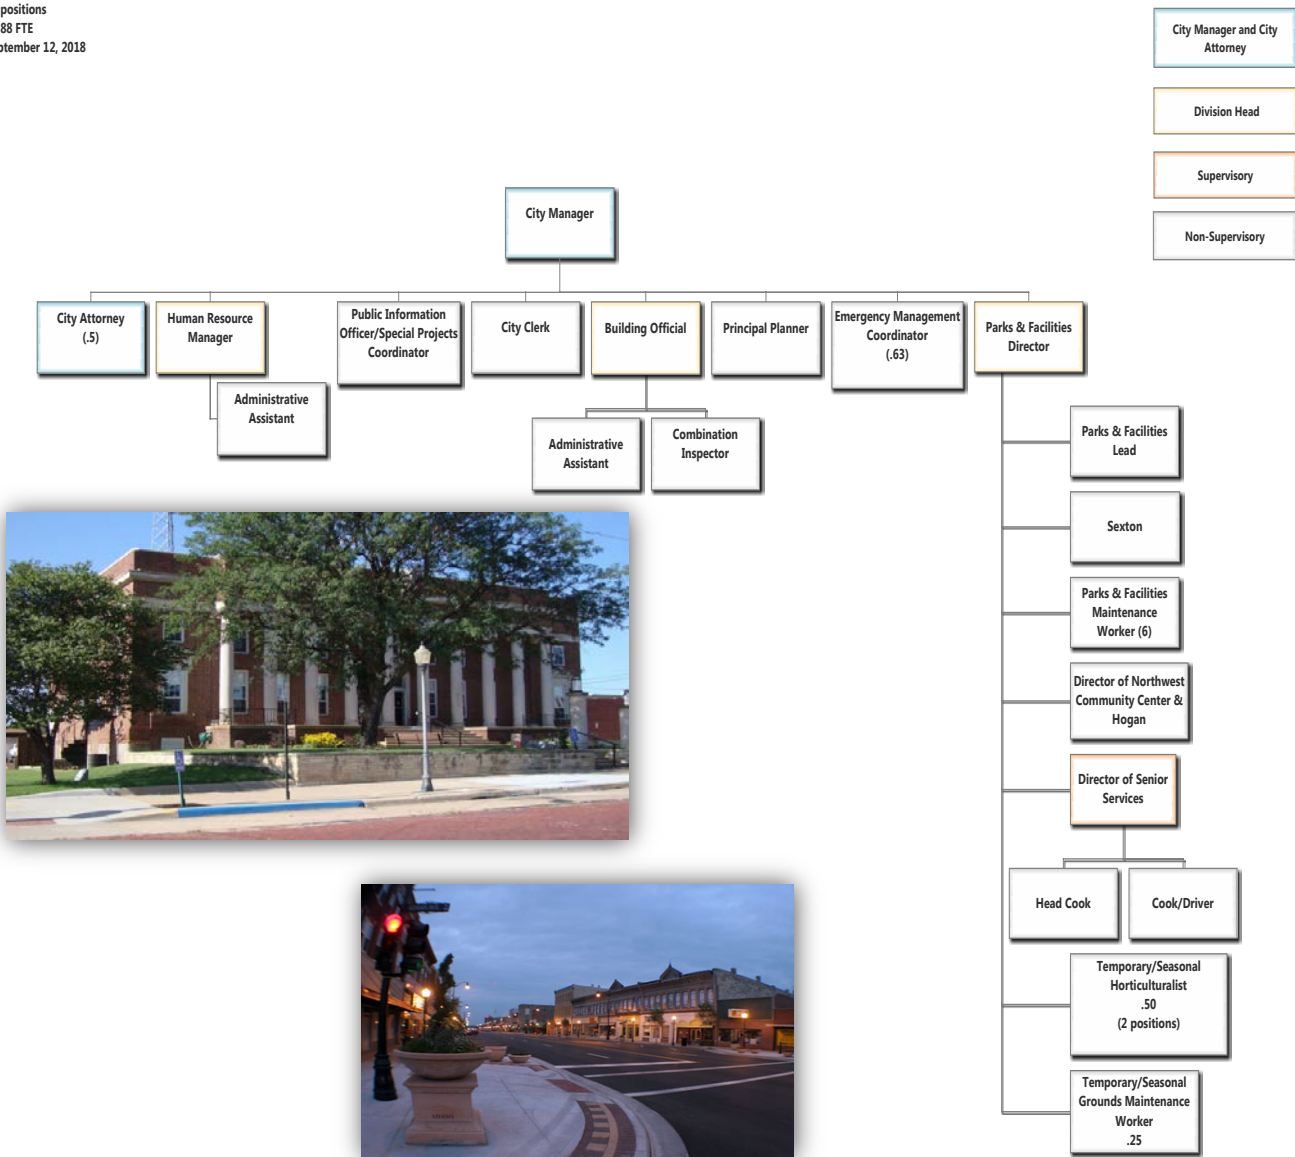 positions
88 FTE
ptember 12, 2018
City Manager and City
Attorney
Division Head
Supervisory
Non-Supervisory
City Manager
City Attorney
(.5)
Human Resource
Manager
Public Information
Officer/Special Projects
Coordinator
City Clerk
Building Official
Principal Planner
Emergency Management
Coordinator
(.63)
Parks & Facilities
Director
Administrative
Assistant
Administrative
Assistant
Combination
Inspector
Parks & Facilities
Lead
Sexton
Parks & Facilities
Maintenance
Worker (6)
Director of Northwest
Community Center &
Hogan
Director of Senior
Services
Head Cook
Cook/Driver
Temporary/Seasonal
Horticulturalist
.50
(2 positions)
Temporary/Seasonal
Grounds Maintenance
Worker
.25